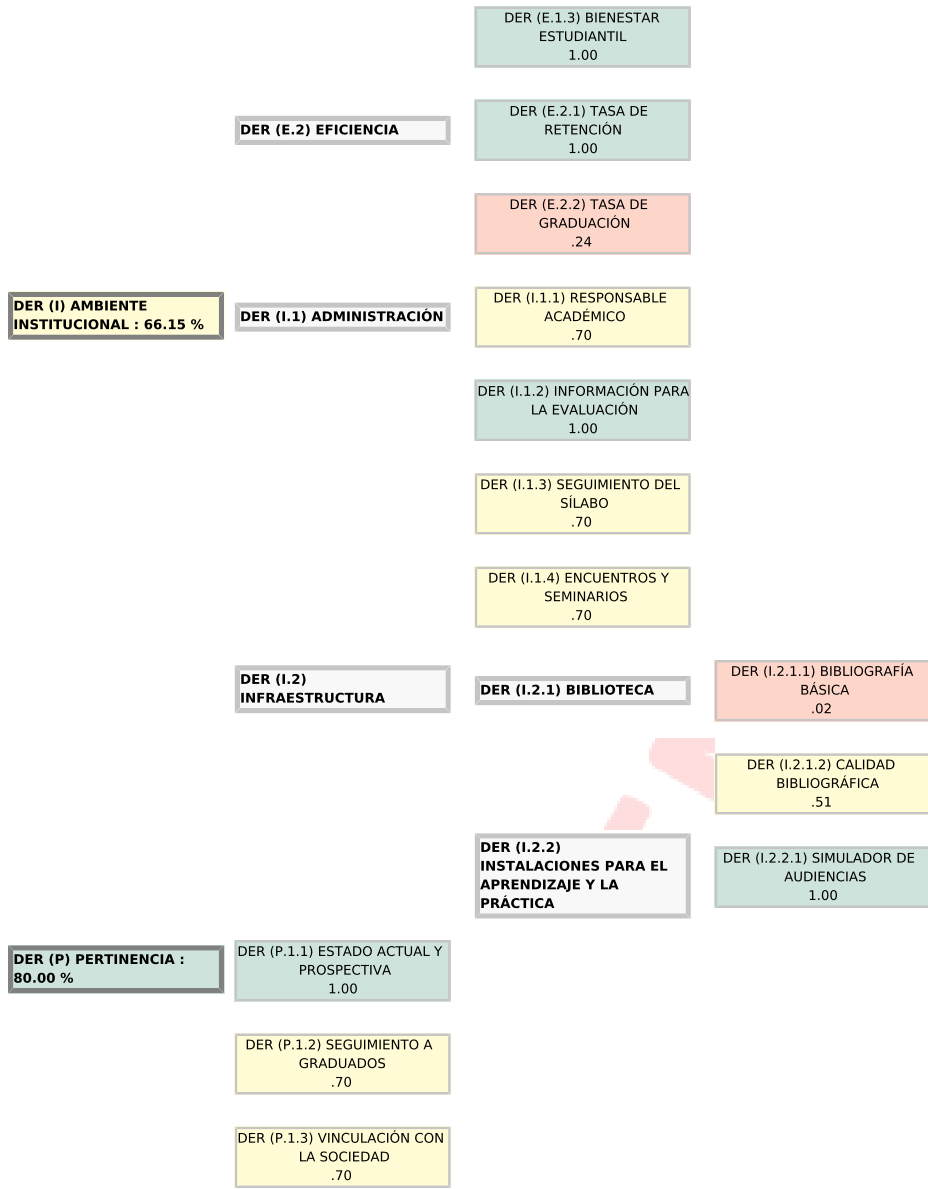 DER (E.1.3) BIENESTAR
ESTUDIANTIL
1.00
DER (E.2) EFICIENCIA
DER (E.2.1) TASA DE
RETENCIÓN
1.00
DER (E.2.2) TASA DE
GRADUACIÓN
.24
DER (I) AMBIENTE
INSTITUCIONAL : 66.15 %
DER (I.1) ADMINISTRACIÓN
DER (I.1.1) RESPONSABLE
ACADÉMICO
.70
DER (I.1.2) INFORMACIÓN PARA
LA EVALUACIÓN
1.00
DER (I.1.3) SEGUIMIENTO DEL
SÍLABO
.70
DER (I.1.4) ENCUENTROS Y
SEMINARIOS
.70
DER (I.2)
INFRAESTRUCTURA
DER (I.2.1) BIBLIOTECA
DER (I.2.1.1) BIBLIOGRAFÍA
BÁSICA
.02
DER (I.2.1.2) CALIDAD
BIBLIOGRÁFICA
.51
DER (I.2.2)
INSTALACIONES PARA EL
APRENDIZAJE Y LA
PRÁCTICA
DER (I.2.2.1) SIMULADOR DE
AUDIENCIAS
1.00
DER (P) PERTINENCIA :
80.00 %
DER (P.1.1) ESTADO ACTUAL Y
PROSPECTIVA
1.00
DER (P.1.2) SEGUIMIENTO A
GRADUADOS
.70
DER (P.1.3) VINCULACIÓN CON
LA SOCIEDAD
.70